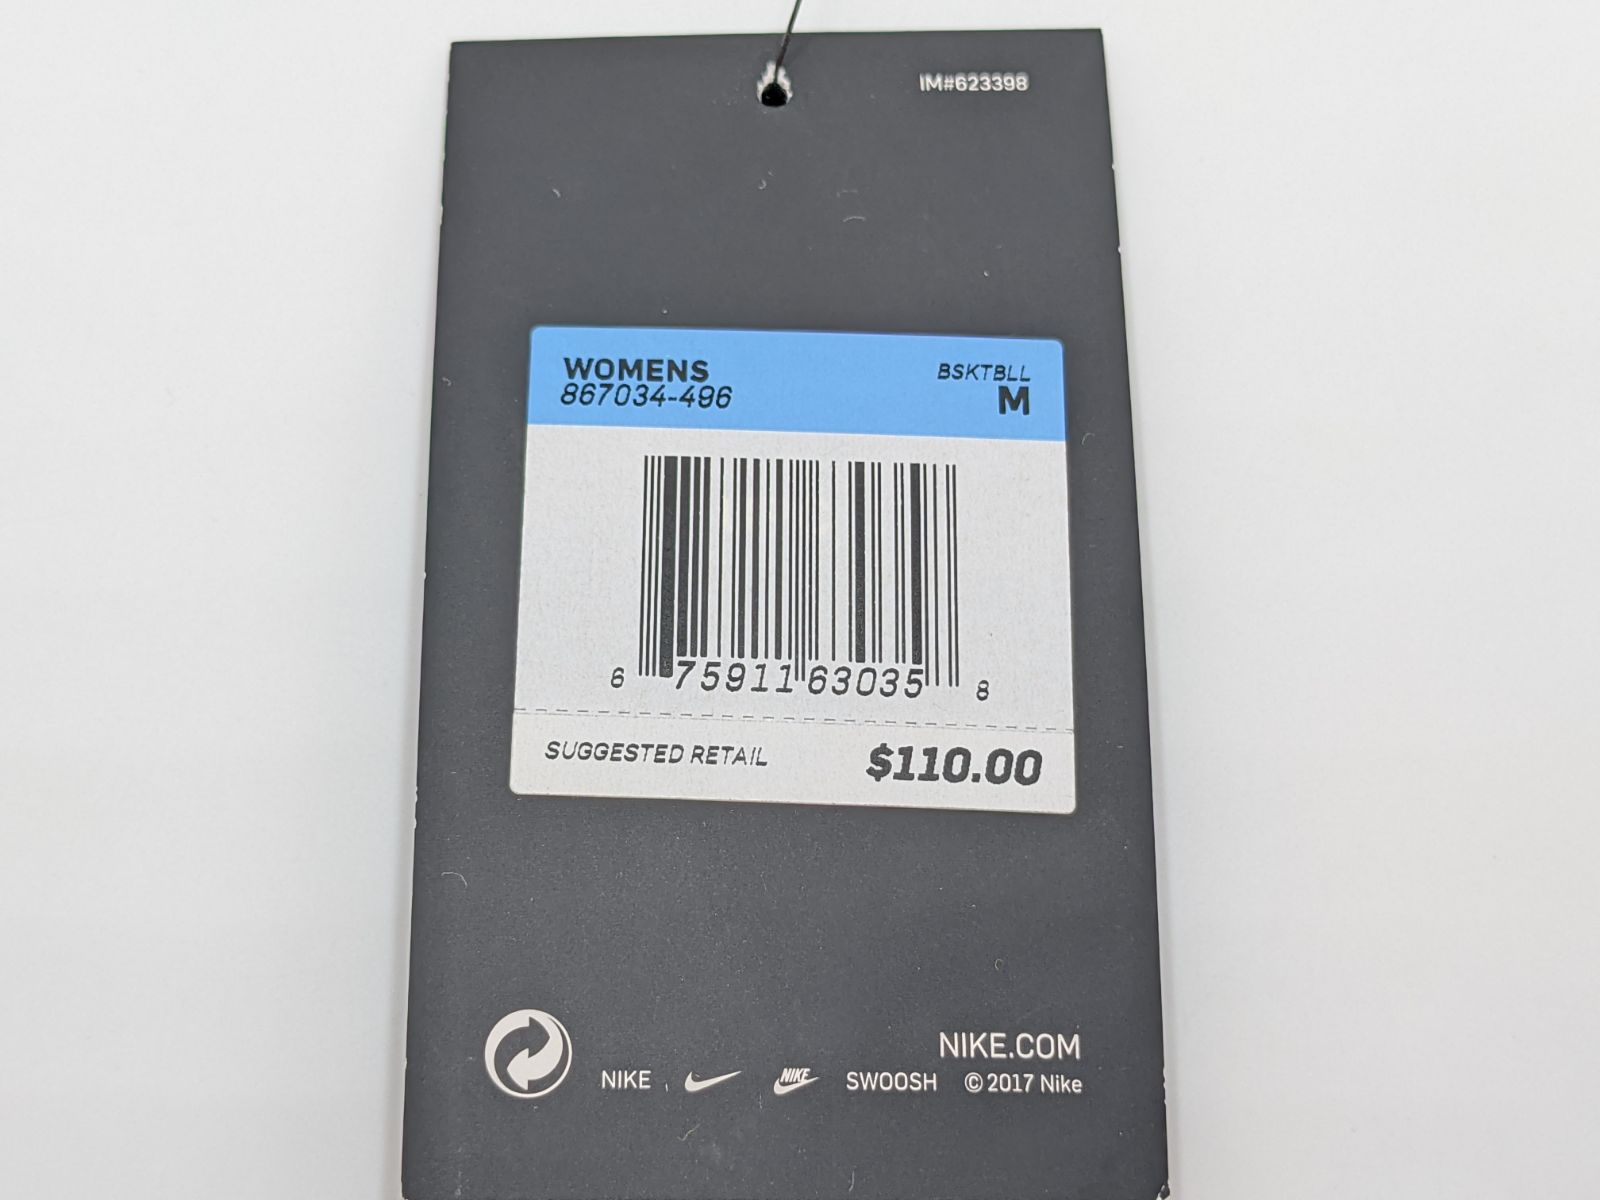 IM#623398
WOMENS
867034-496
BSKTBLL
M
6 75911 63035 8
SUGGESTED RETAIL $110.00
NIKE.COM
NIKE, NIKE SWOOSH © 2017 Nike